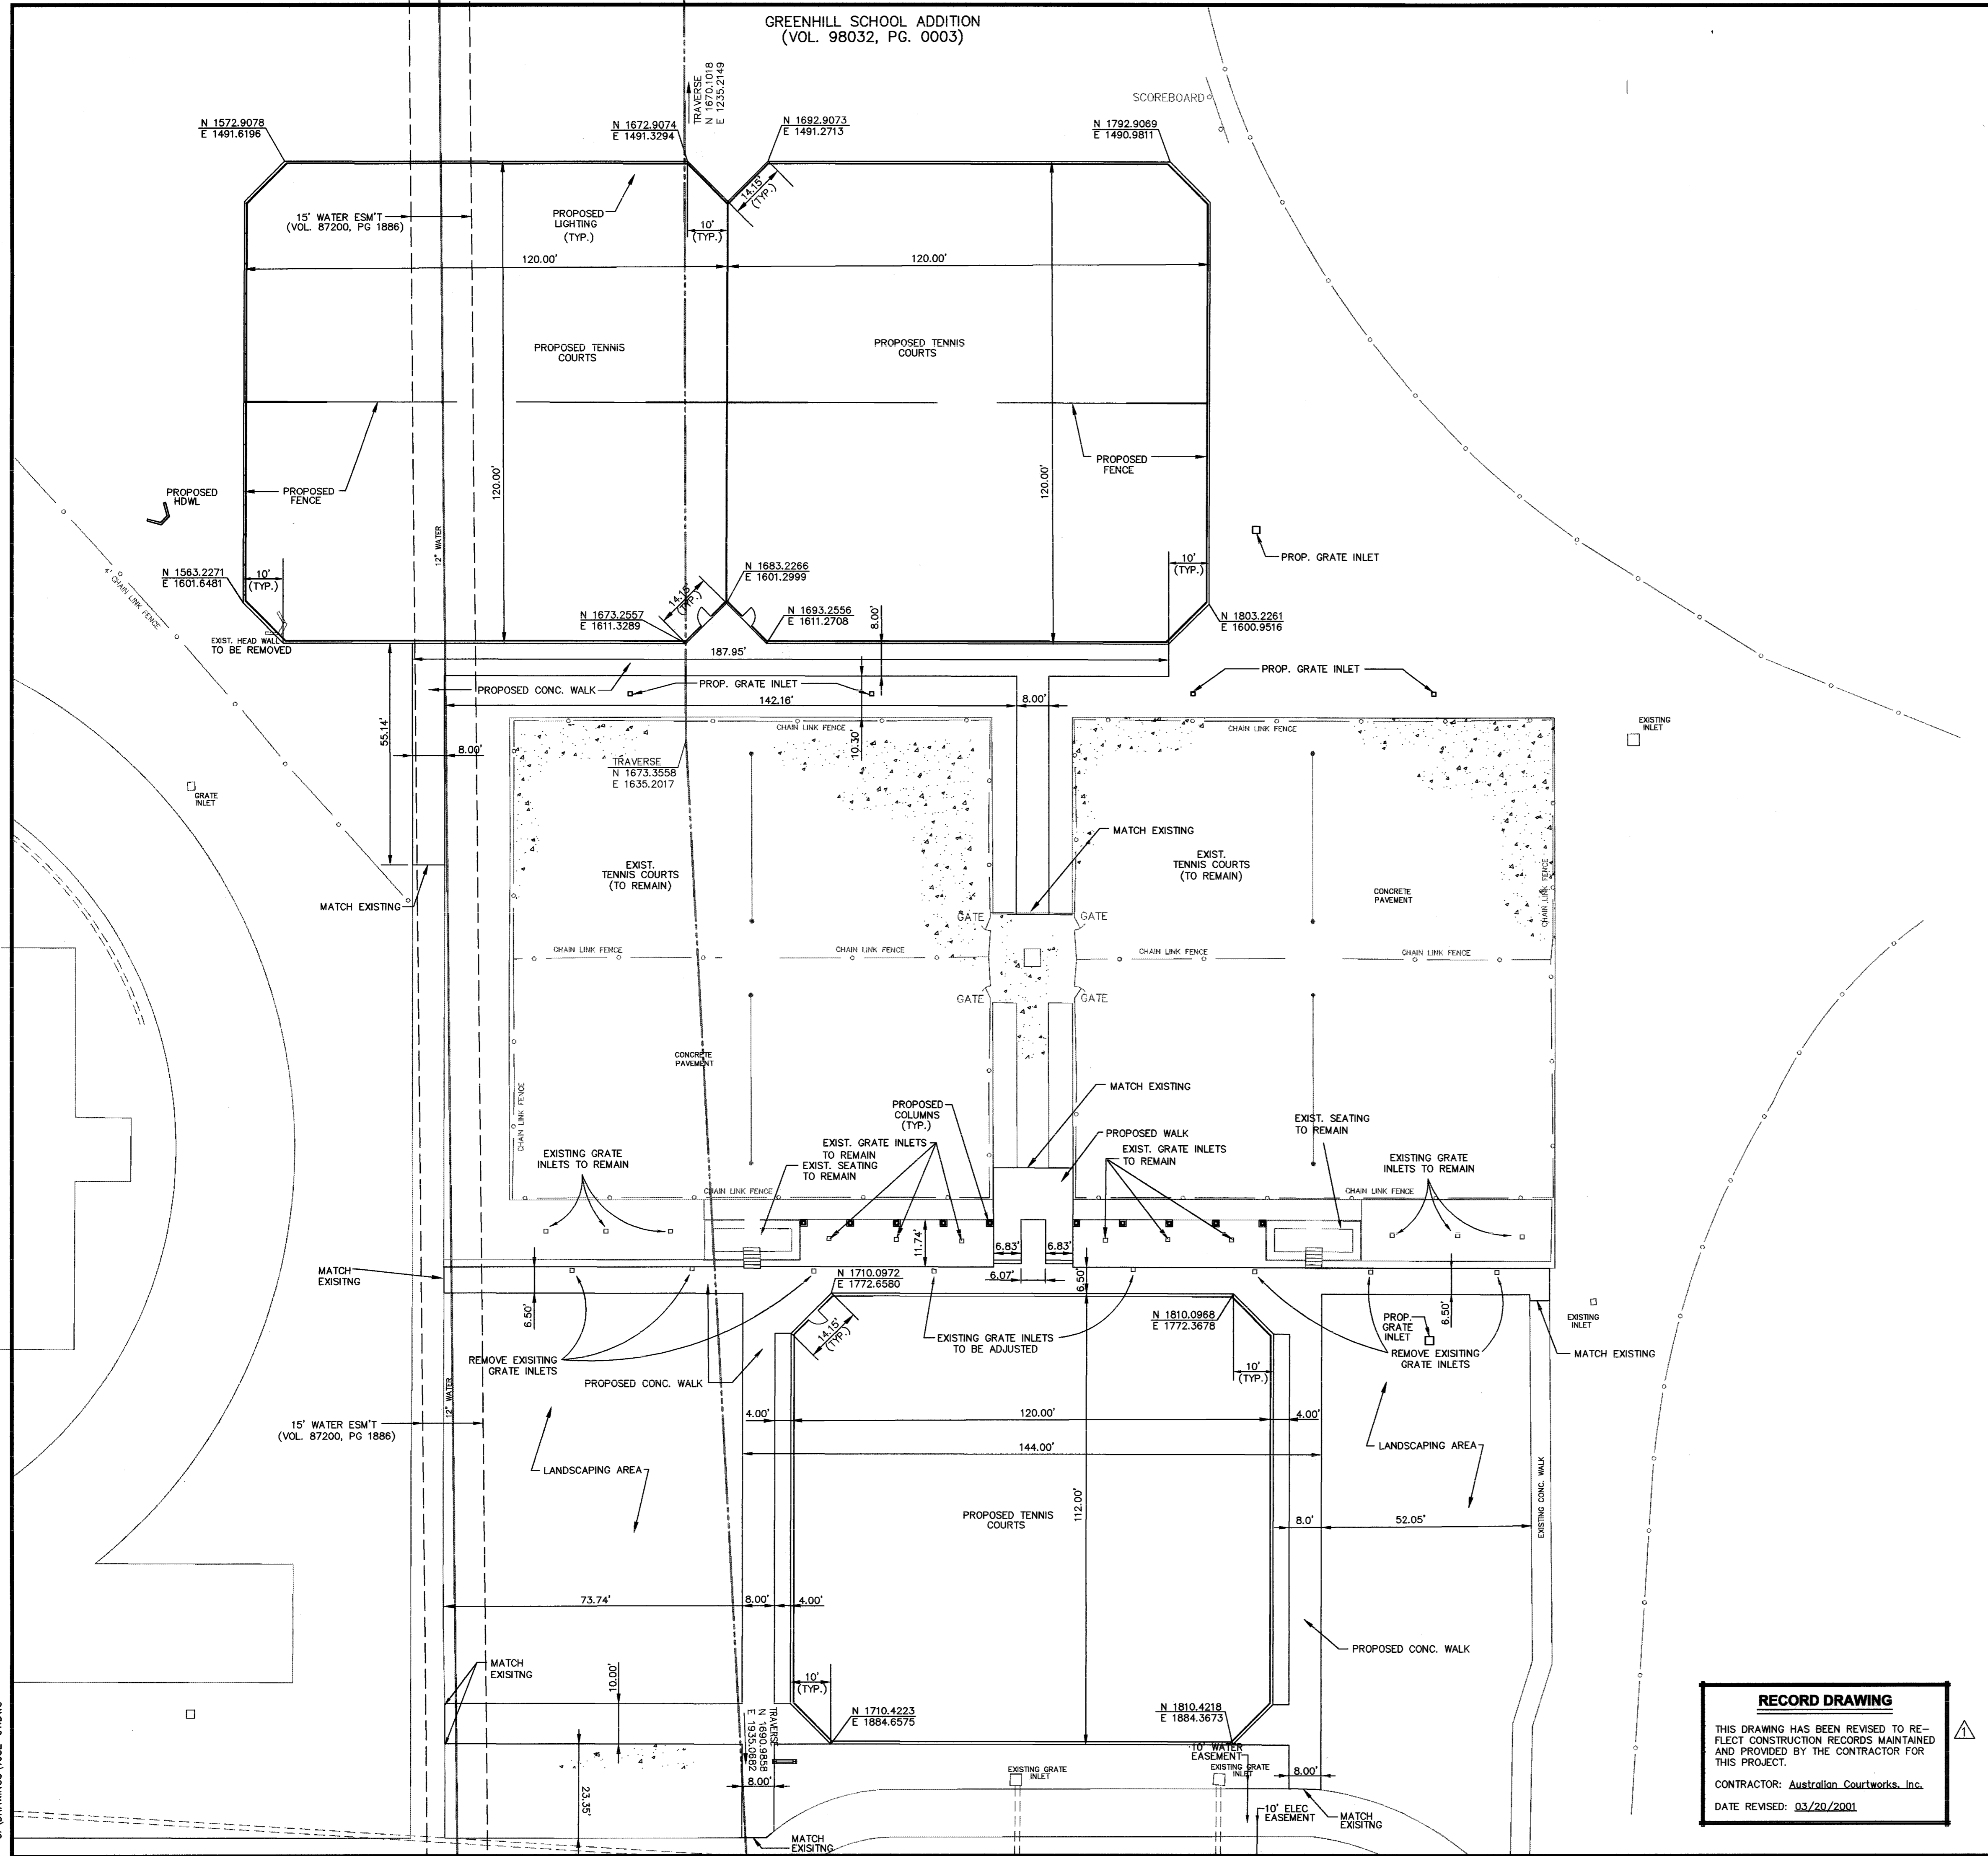 GREENHILL SCHOOL ADDITION
(VOL. 98032, PG. 0003)
TRAVERSE
N 1670.1018
E 1235.2149
SCOREBOARD
N 1572.9078
E 1491.6196
N 1672.9074
E 1491.3294
N 1692.9073
E 1491.2713
N 1792.9069
E 1490.9811
15' WATER ESM'T
(VOL. 87200, PG 1886)
PROPOSED
LIGHTING
(TYP.)
10'
(TYP.)
14.15'
(TYP.)
120.00'
120.00'
PROPOSED TENNIS
COURTS
PROPOSED TENNIS
COURTS
120.00'
120.00'
PROPOSED
HDWL
PROPOSED
FENCE
PROPOSED
FENCE
12" WATER
PROP. GRATE INLET
N 1563.2271
E 1601.6481
10'
(TYP.)
4' CHAIN LINK FENCE
EXIST. HEAD WALL
TO BE REMOVED
14.15'
(TYP.)
N 1683.2266
E 1601.2999
N 1673.2557
E 1611.3289
N 1693.2556
E 1611.2708
8.00'
10'
(TYP.)
N 1803.2261
E 1600.9516
187.95'
PROPOSED CONC. WALK
PROP. GRATE INLET
PROP. GRATE INLET
142.16'
8.00'
55.14'
8.00'
10.30'
CHAIN LINK FENCE
CHAIN LINK FENCE
EXISTING
INLET
TRAVERSE
N 1673.3558
E 1635.2017
GRATE
INLET
MATCH EXISTING
EXIST.
TENNIS COURTS
(TO REMAIN)
EXIST.
TENNIS COURTS
(TO REMAIN)
CONCRETE
PAVEMENT
CHAIN LINK FENCE
MATCH EXISTING
GATE
GATE
CHAIN LINK FENCE
CHAIN LINK FENCE
CHAIN LINK FENCE
CHAIN LINK FENCE
GATE
GATE
CONCRETE
PAVEMENT
CHAIN LINK FENCE
MATCH EXISTING
PROPOSED
COLUMNS
(TYP.)
PROPOSED WALK
EXIST. SEATING
TO REMAIN
EXISTING GRATE
INLETS TO REMAIN
EXIST. GRATE INLETS
TO REMAIN
EXIST. SEATING
TO REMAIN
EXIST. GRATE INLETS
TO REMAIN
EXISTING GRATE
INLETS TO REMAIN
CHAIN LINK FENCE
CHAIN LINK FENCE
11.74'
6.83'
6.83'
6.07'
6.50'
MATCH
EXISITNG
6.50'
N 1710.0972
E 1772.6580
14.15'
(TYP.)
N 1810.0968
E 1772.3678
EXISTING GRATE INLETS
TO BE ADJUSTED
PROP.
GRATE
INLET
6.50'
EXISTING
INLET
MATCH EXISTING
REMOVE EXISITING
GRATE INLETS
REMOVE EXISITING
GRATE INLETS
PROPOSED CONC. WALK
10'
(TYP.)
12" WATER
15' WATER ESM'T
(VOL. 87200, PG 1886)
4.00'
120.00'
4.00'
144.00'
LANDSCAPING AREA
LANDSCAPING AREA
EXISTING CONC. WALK
PROPOSED TENNIS
COURTS
112.00'
8.0'
52.05'
73.74'
8.00'
4.00'
PROPOSED CONC. WALK
MATCH
EXISITNG
10.00'
10'
(TYP.)
N 1710.4223
E 1884.6575
N 1810.4218
E 1884.3673
TRAVERSE
N 1690.9858
E 1935.0682
10' WATER
EASEMENT
EXISTING GRATE
INLET
EXISTING GRATE
INLET
8.00'
8.00'
23.35'
10' ELEC
EASEMENT
MATCH
EXISITNG
MATCH
EXISITNG
RECORD DRAWING
THIS DRAWING HAS BEEN REVISED TO RE-
FLECT CONSTRUCTION RECORDS MAINTAINED
AND PROVIDED BY THE CONTRACTOR FOR
THIS PROJECT.
CONTRACTOR: Australian Courtworks, Inc.
DATE REVISED: 03/20/2001
1